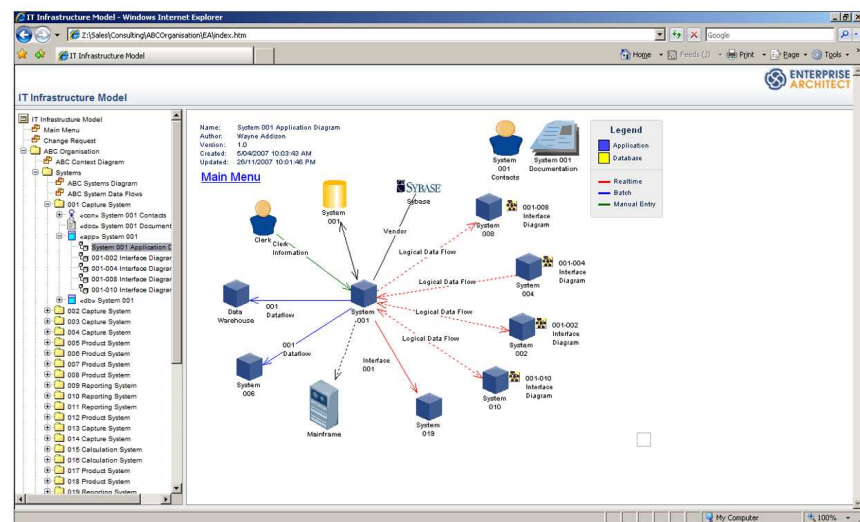 IT Infrastructure Model - Windows Internet Explorer
Z:\Sales\Consulting\ABCOrganisation\EA\index.htm
Google
IT Infrastructure Model
Home
Feeds (J)
Print
Page
Tools
ENTERPRISE
ARCHITECT
IT Infrastructure Model
IT Infrastructure Model
Main Menu
Change Request
ABC Organisation
ABC Context Diagram
Systems
ABC Systems Diagram
ABC System Data Flows
001 Capture System
«con» System 001 Contacts
«doc» System 001 Document
«app» System 001
System 001 Application D
001-002 Interface Diagrar
001-004 Interface Diagrar
001-008 Interface Diagrar
001-010 Interface Diagrar
«db» System 001
002 Capture System
003 Capture System
004 Capture System
005 Product System
006 Product System
007 Product System
008 Product System
009 Reporting System
010 Reporting System
011 Reporting System
012 Product System
013 Capture System
014 Capture System
015 Calculation System
016 Calculation System
017 Product System
018 Product System
019 Reporting System
Name: System 001 Application Diagram
Author: Wayne Addison
Version: 1.0
Created: 5/04/2007 10:03:43 AM
Updated: 26/11/2007 10:01:46 PM
Main Menu
System
001
Contacts
System 001
Documentation
Legend
Application
Database
Realtime
Batch
Manual Entry
System
001
SYBASE
Sybase
System
008
001-008
Interface
Diagram
Clerk
Clerk
Information
Vendor
Logical Data Flow
Logical Data Flow
System
004
001-004
Interface
Diagram
Data
Warehouse
001
Dataflow
System
001
Logical Data Flow
System
002
001-002
Interface
Diagram
001
Dataflow
Logical Data Flow
System
006
Interface
001
System
010
001-010
Interface
Diagram
Mainframe
System
019
My Computer
100%